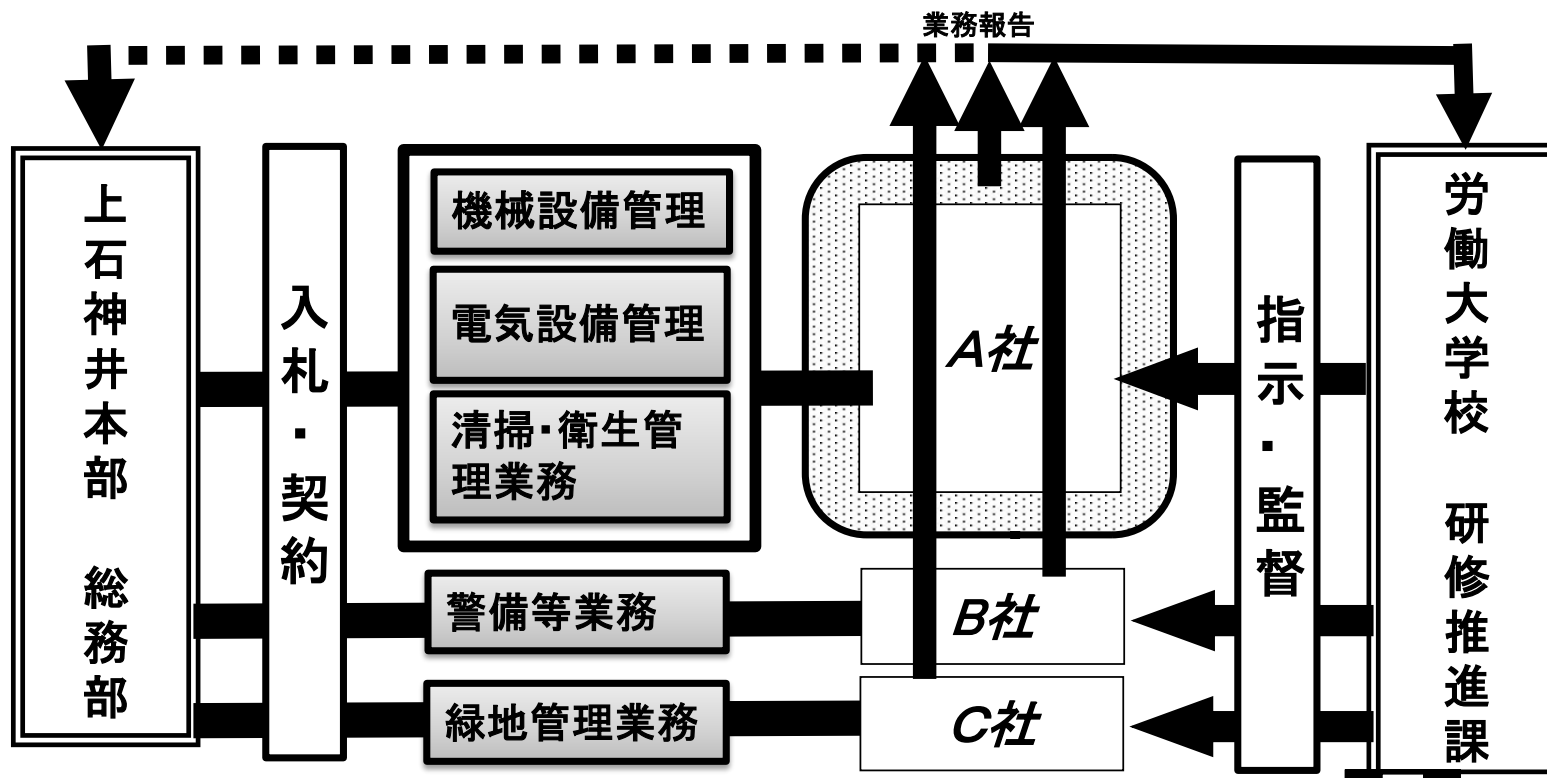 業務報告
上石神井本部　総務部
入札・契約
機械設備管理
電気設備管理
清掃・衛生管
理業務
警備等業務
緑地管理業務
A社
B社
C社
指示・監督
労働大学校　研修推進課